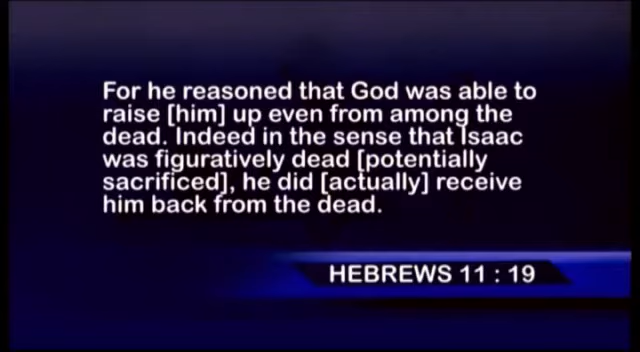 For he reasoned that God was able to
raise [him] up even from among the
dead. Indeed in the sense that Isaac
was figuratively dead [potentially
sacrificed], he did [actually] receive
him back from the dead.
HEBREWS 11 : 19